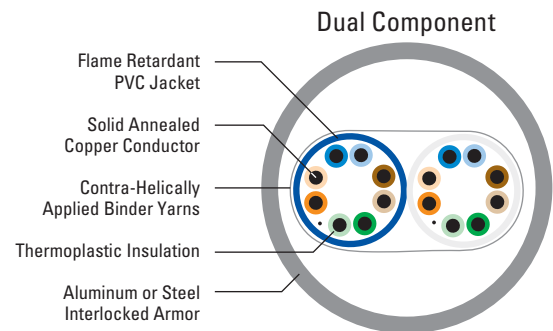 Dual Component
Flame Retardant
PVC Jacket
Solid Annealed
Copper Conductor
Contra-Helically
Applied Binder Yarns
Thermoplastic Insulation
Aluminum or Steel
Interlocked Armor